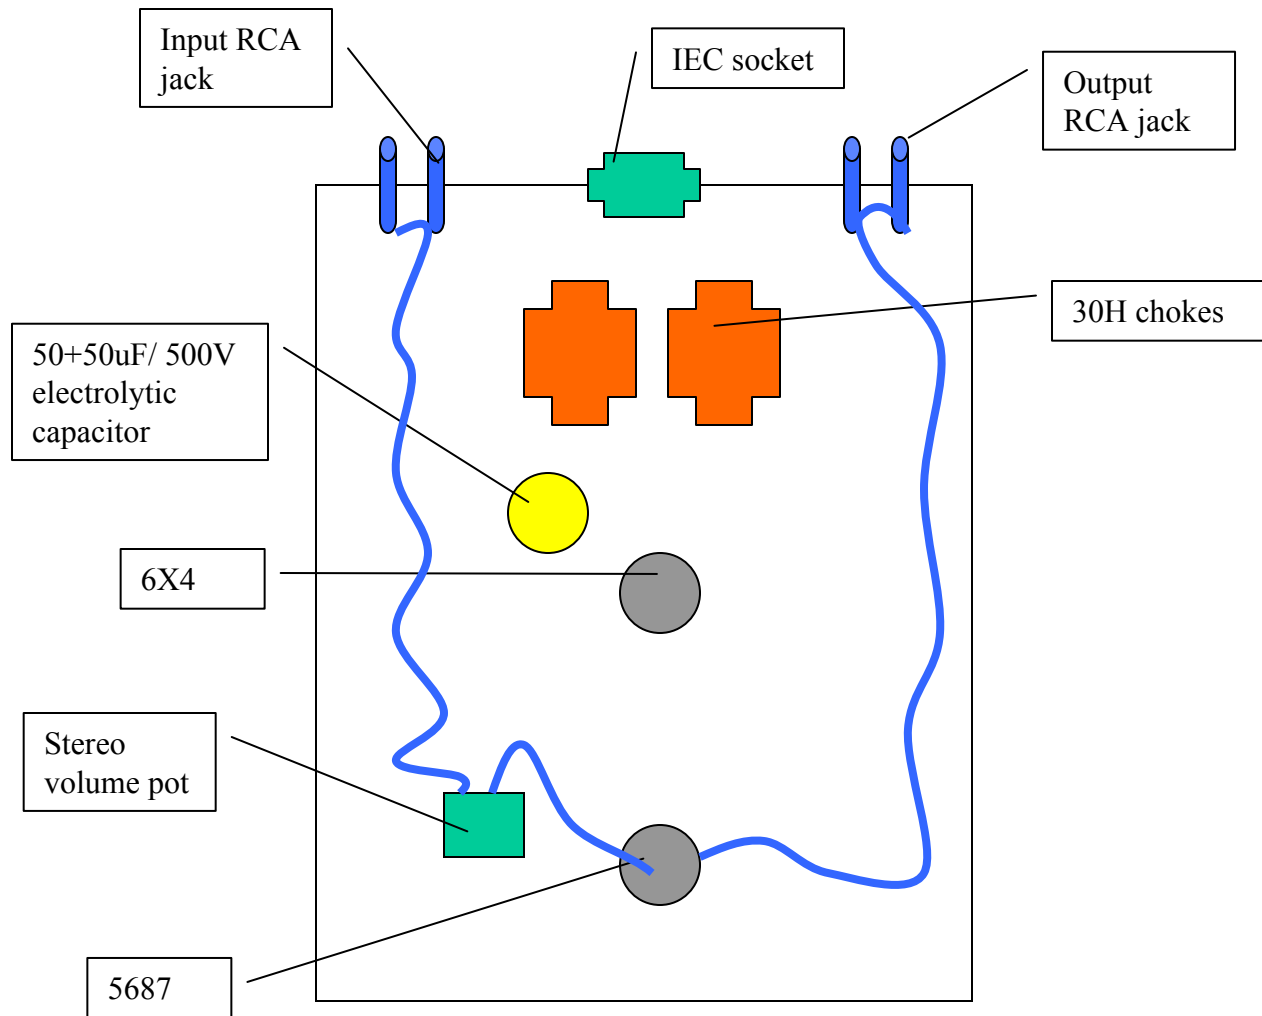 Input RCA
jack
IEC socket
Output
RCA jack
30H chokes
50+50uF/ 500V
electrolytic
capacitor
6X4
Stereo
volume pot
5687